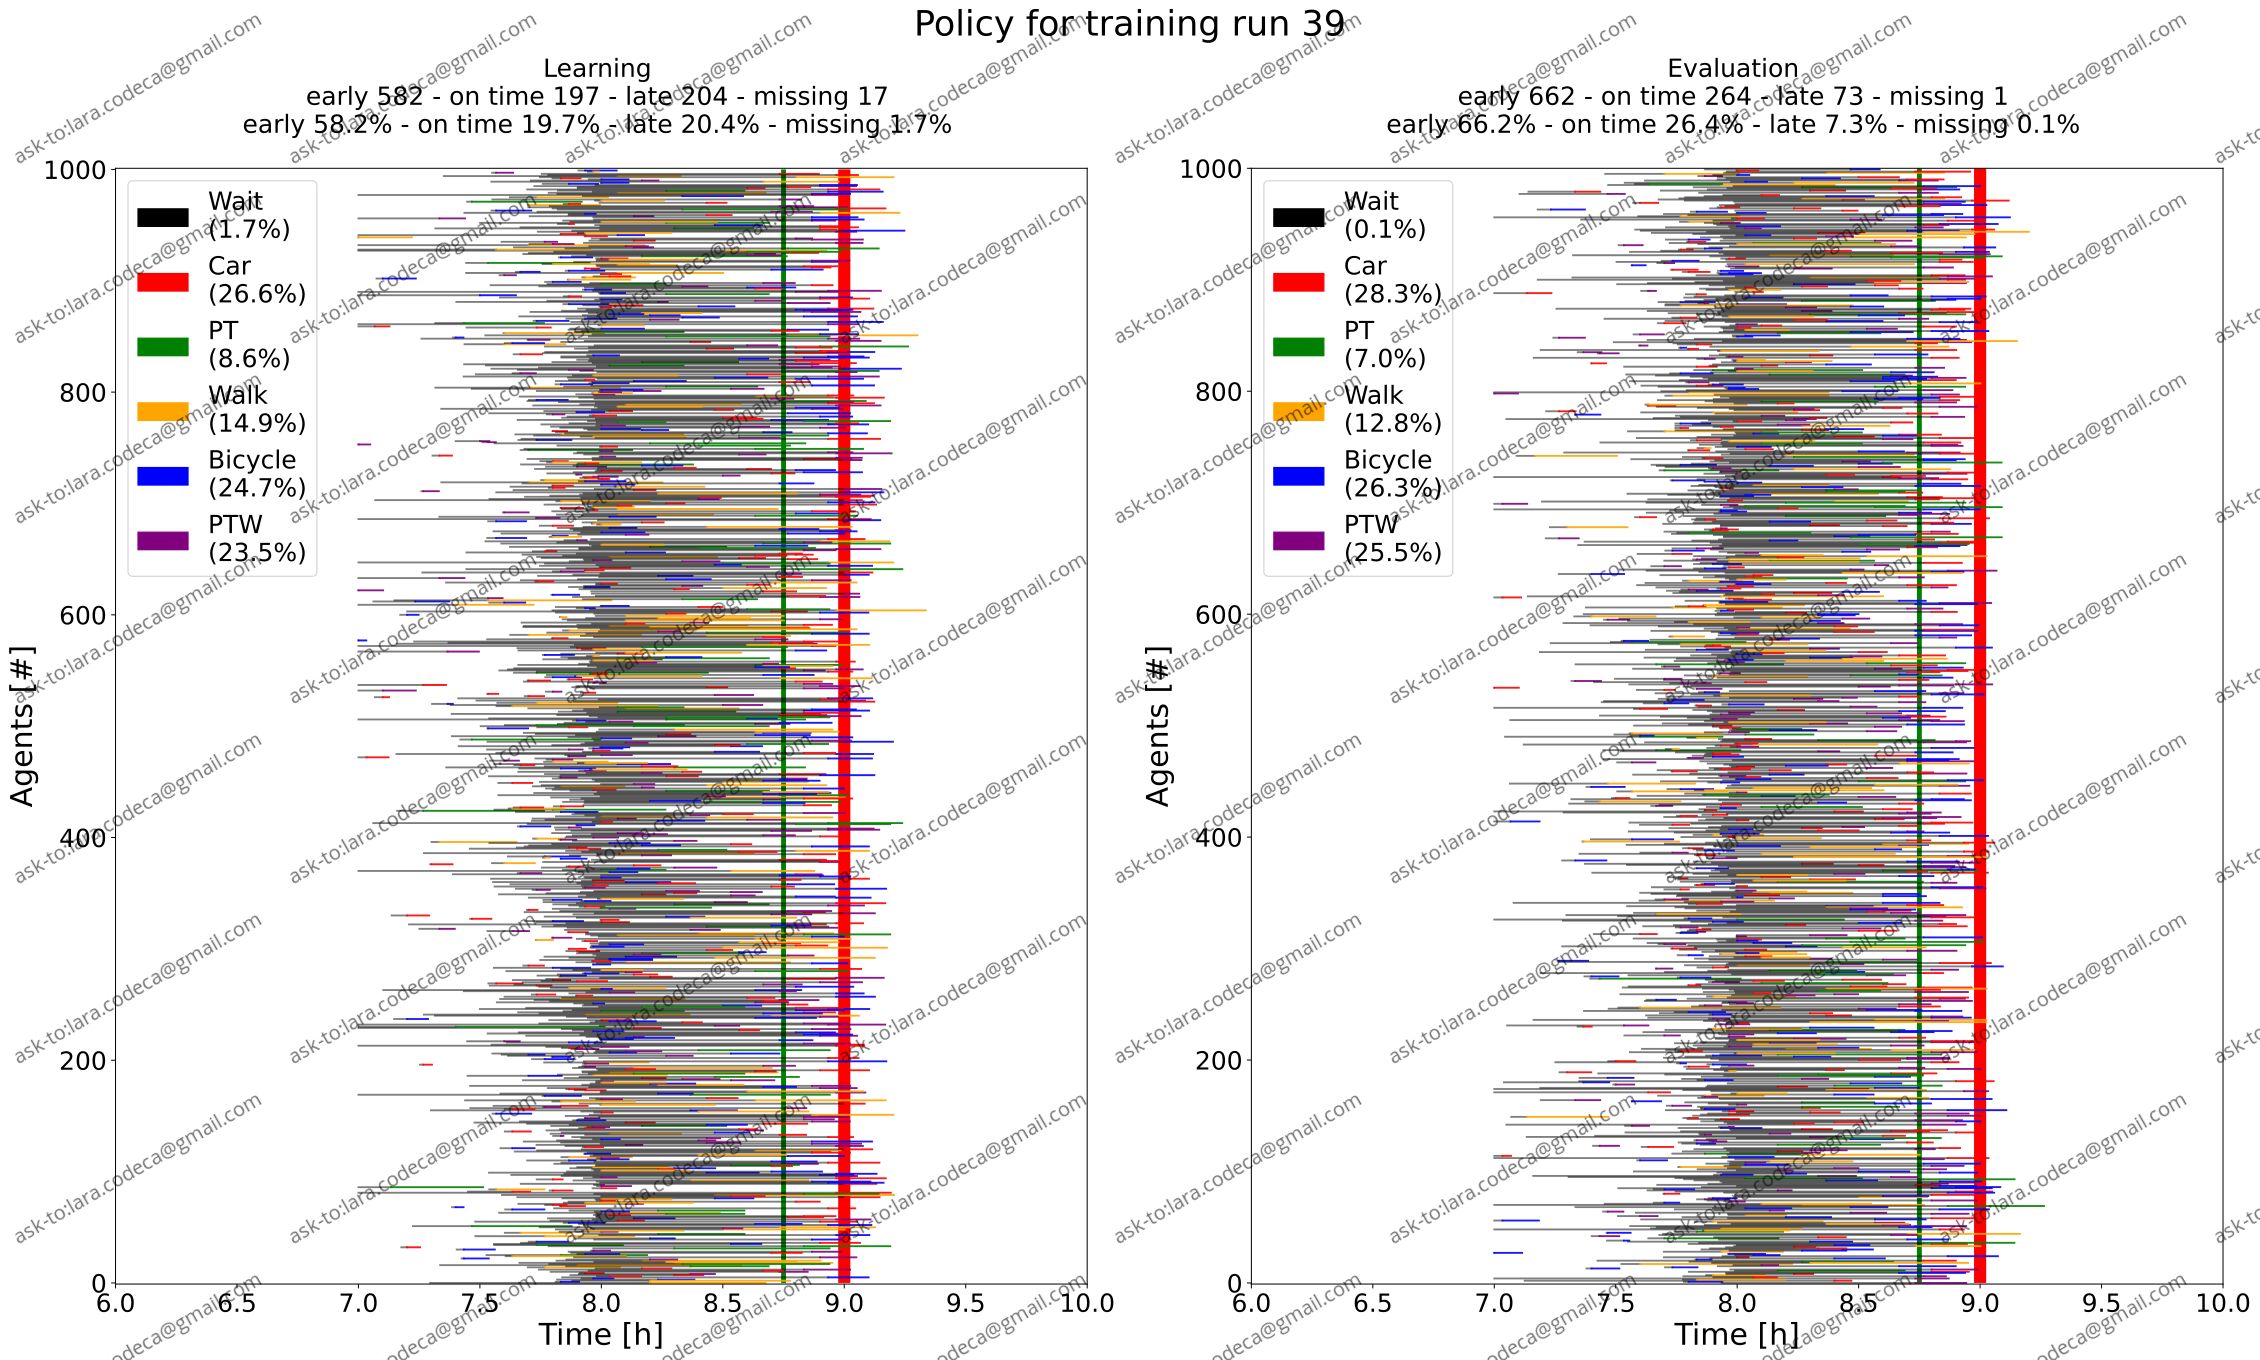 Policy for training run 39
Learning
early 582 - on time 197 - late 204 - missing 17
early 58.2% - on time 19.7% - late 20.4% - missing 1.7%
Evaluation
early 662 - on time 264 - late 73 - missing 1
early 66.2% - on time 26.4% - late 7.3% - missing 0.1%
Agents [#]
1000
800
600
400
200
0
Wait
(1.7%)
Car
(26.6%)
PT
(8.6%)
Walk
(14.9%)
Bicycle
(24.7%)
PTW
(23.5%)
6.0 6.5 7.0 7.5 8.0 8.5 9.0 9.5 10.0
Time [h]
Agents [#]
1000
800
600
400
200
0
Wait
(0.1%)
Car
(28.3%)
PT
(7.0%)
Walk
(12.8%)
Bicycle
(26.3%)
PTW
(25.5%)
6.0 6.5 7.0 7.5 8.0 8.5 9.0 9.5 10.0
Time [h]
ask-to:lara.codeca@gmail.com